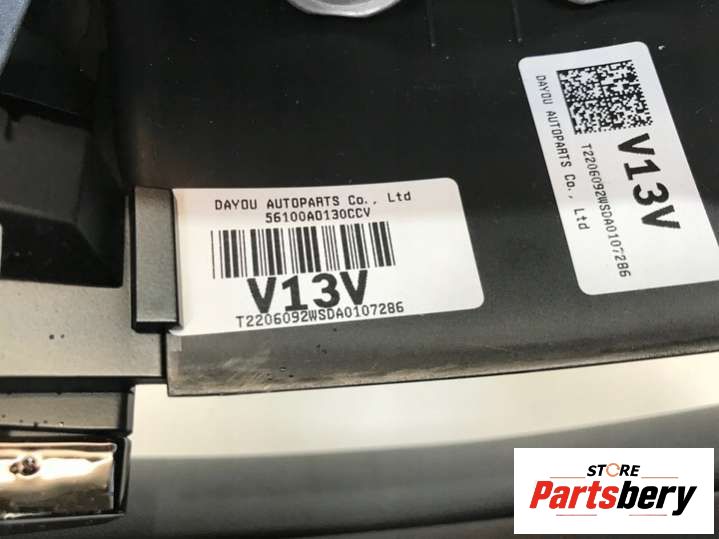 DAYOU AUTOPARTS Co., Ltd
56100A0130CCV
V13V
T2206092WSDA0107286
DAYOU AUTOPARTS Co., Ltd
V13V
T2206092WSDA0107286
STORE
Partsbery